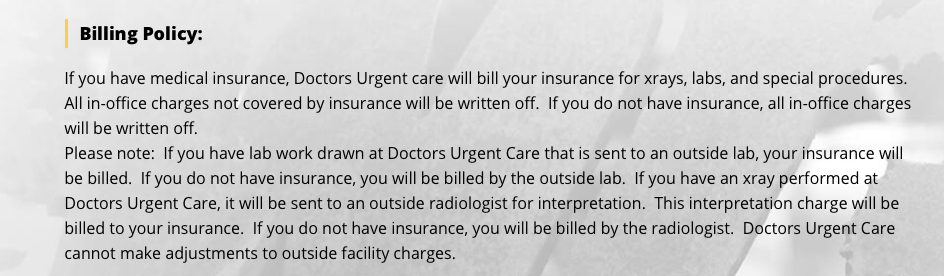 Billing Policy:
If you have medical insurance, Doctors Urgent care will bill your insurance for xrays, labs, and special procedures.
All in-office charges not covered by insurance will be written off.  If you do not have insurance, all in-office charges
will be written off.
Please note:  If you have lab work drawn at Doctors Urgent Care that is sent to an outside lab, your insurance will
be billed.  If you do not have insurance, you will be billed by the outside lab.  If you have an xray performed at
Doctors Urgent Care, it will be sent to an outside radiologist for interpretation.  This interpretation charge will be
billed to your insurance.  If you do not have insurance, you will be billed by the radiologist.  Doctors Urgent Care
cannot make adjustments to outside facility charges.